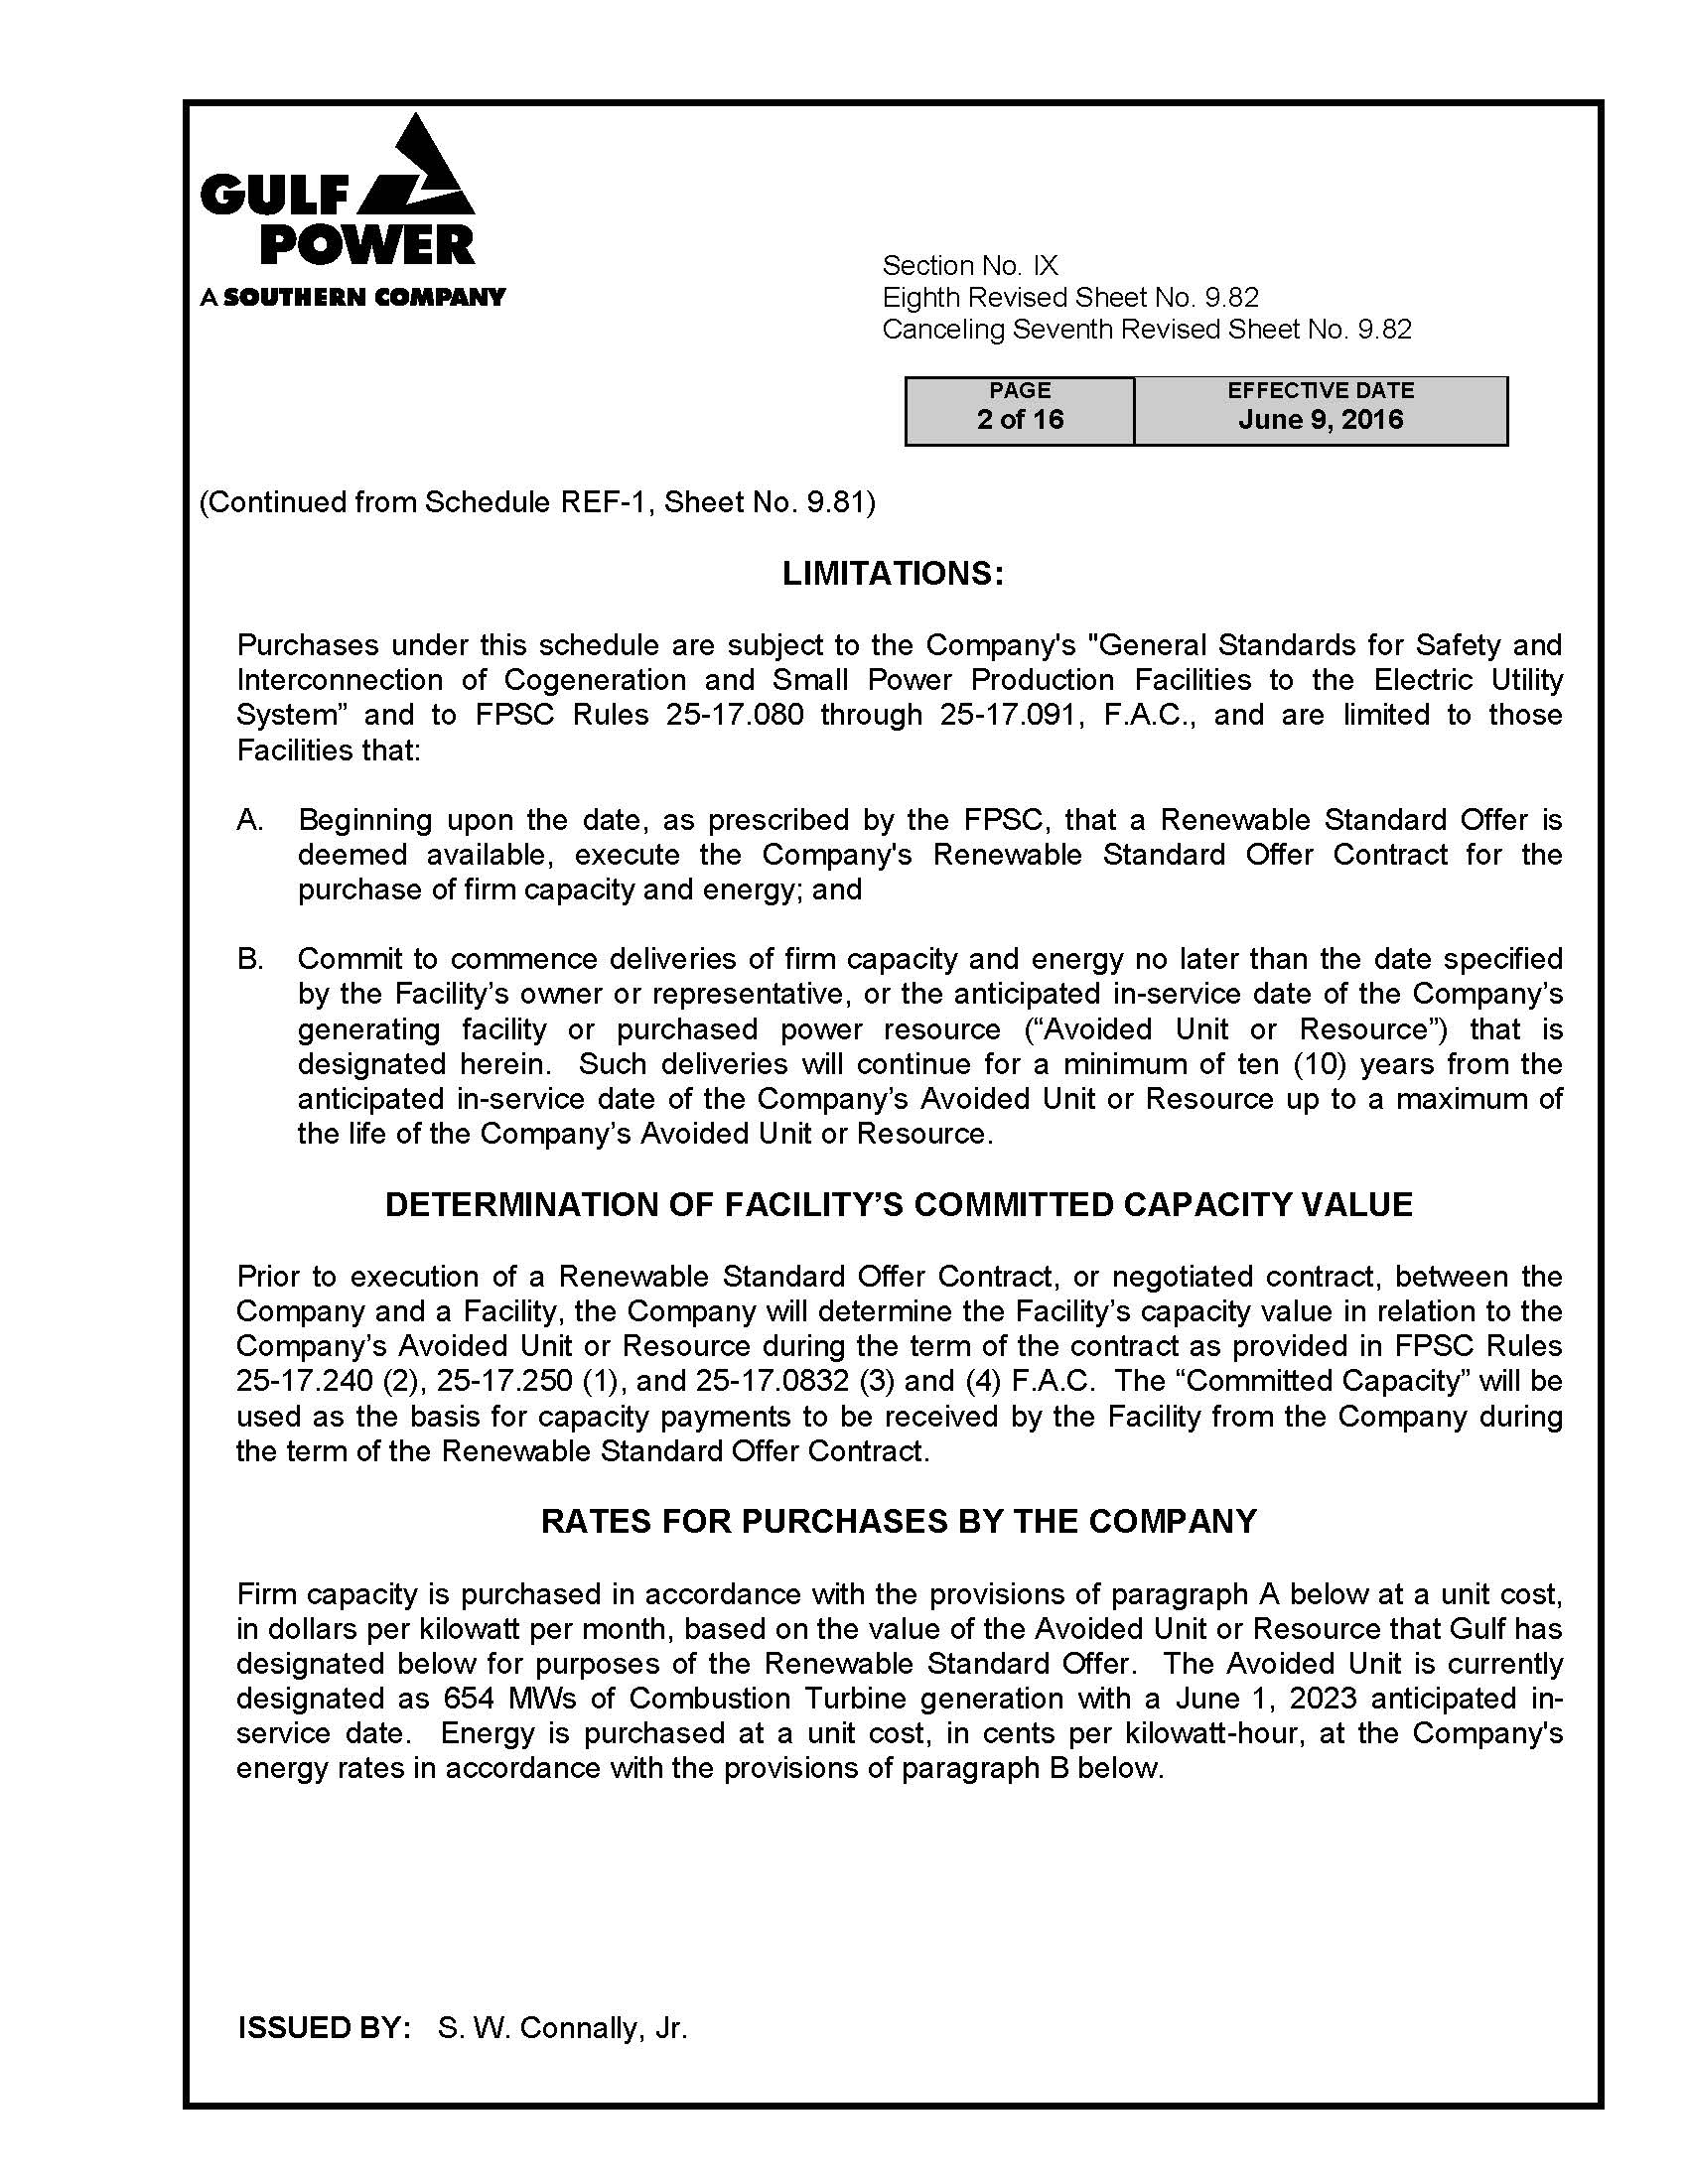 GULF
POWER
A SOUTHERN COMPANY
Section No. IX
Eighth Revised Sheet No. 9.82
Canceling Seventh Revised Sheet No. 9.82
PAGE EFFECTIVE DATE
2 of 16 June 9, 2016
(Continued from Schedule REF-1, Sheet No. 9.81)
LIMITATIONS:
Purchases under this schedule are subject to the Company's "General Standards for Safety and
Interconnection of Cogeneration and Small Power Production Facilities to the Electric Utility
System” and to FPSC Rules 25-17.080 through 25-17.091, F.A.C., and are limited to those
Facilities that:
A. Beginning upon the date, as prescribed by the FPSC, that a Renewable Standard Offer is
deemed available, execute the Company's Renewable Standard Offer Contract for the
purchase of firm capacity and energy; and
B. Commit to commence deliveries of firm capacity and energy no later than the date specified
by the Facility’s owner or representative, or the anticipated in-service date of the Company’s
generating facility or purchased power resource (“Avoided Unit or Resource”) that is
designated herein. Such deliveries will continue for a minimum of ten (10) years from the
anticipated in-service date of the Company’s Avoided Unit or Resource up to a maximum of
the life of the Company’s Avoided Unit or Resource.
DETERMINATION OF FACILITY’S COMMITTED CAPACITY VALUE
Prior to execution of a Renewable Standard Offer Contract, or negotiated contract, between the
Company and a Facility, the Company will determine the Facility’s capacity value in relation to the
Company’s Avoided Unit or Resource during the term of the contract as provided in FPSC Rules
25-17.240 (2), 25-17.250 (1), and 25-17.0832 (3) and (4) F.A.C. The “Committed Capacity” will be
used as the basis for capacity payments to be received by the Facility from the Company during
the term of the Renewable Standard Offer Contract.
RATES FOR PURCHASES BY THE COMPANY
Firm capacity is purchased in accordance with the provisions of paragraph A below at a unit cost,
in dollars per kilowatt per month, based on the value of the Avoided Unit or Resource that Gulf has
designated below for purposes of the Renewable Standard Offer. The Avoided Unit is currently
designated as 654 MWs of Combustion Turbine generation with a June 1, 2023 anticipated in-
service date. Energy is purchased at a unit cost, in cents per kilowatt-hour, at the Company's
energy rates in accordance with the provisions of paragraph B below.
ISSUED BY: S. W. Connally, Jr.